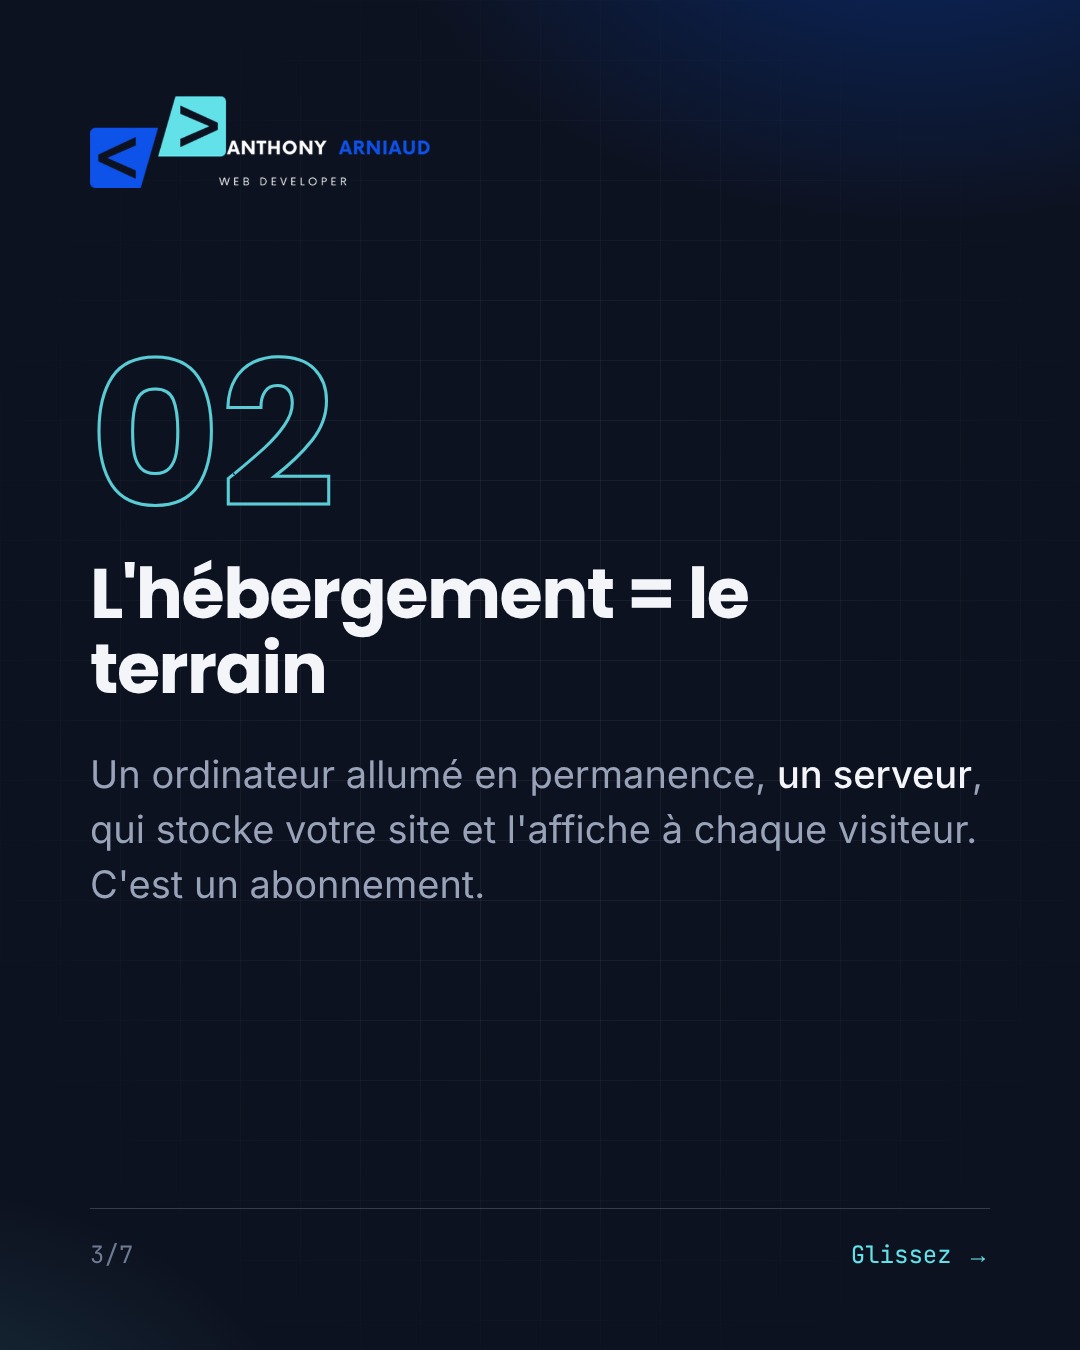 < >
ANTHONY ARNIAUD
WEB DEVELOPER
02
L'hébergement = le
terrain
Un ordinateur allumé en permanence, un serveur,
qui stocke votre site et l'affiche à chaque visiteur.
C'est un abonnement.
3/7
Glissez →